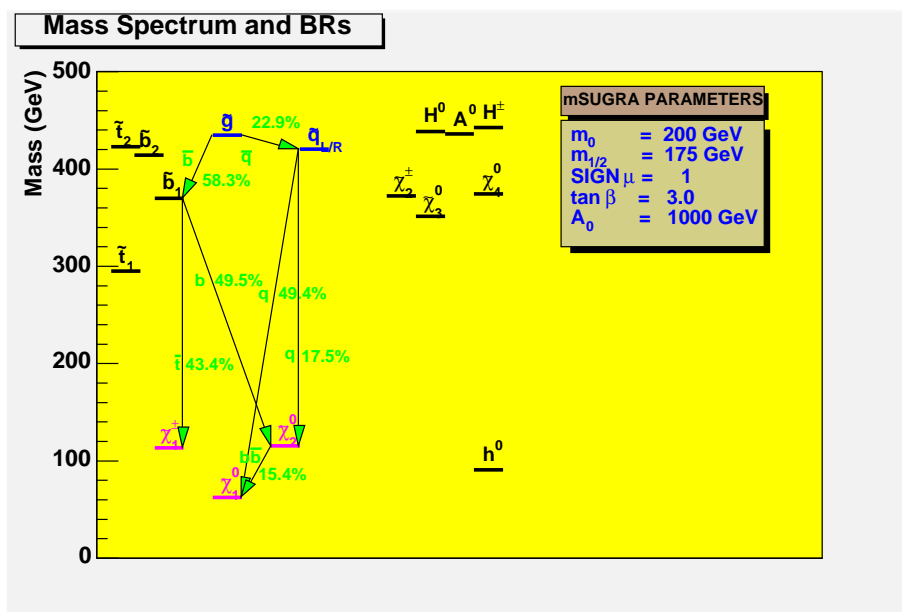 Mass Spectrum and BRs
Mass (GeV)
500
400
300
200
100
0
t̃₂
b̃₂
b̃₁
t̃₁
g̃
22.9%
q̃ L/R
b̅
q̅
58.3%
b 49.5%
q 49.4%
t̅ 43.4%
q 17.5%
χ̃₁±
χ̃₂⁰
bb̅
15.4%
χ̃₁⁰
H⁰ A⁰ H±
χ̃₂±
χ̃₃⁰
χ̃₄⁰
h⁰
mSUGRA PARAMETERS
m₀ = 200 GeV
m₁/₂ = 175 GeV
SIGN μ = 1
tan β = 3.0
A₀ = 1000 GeV